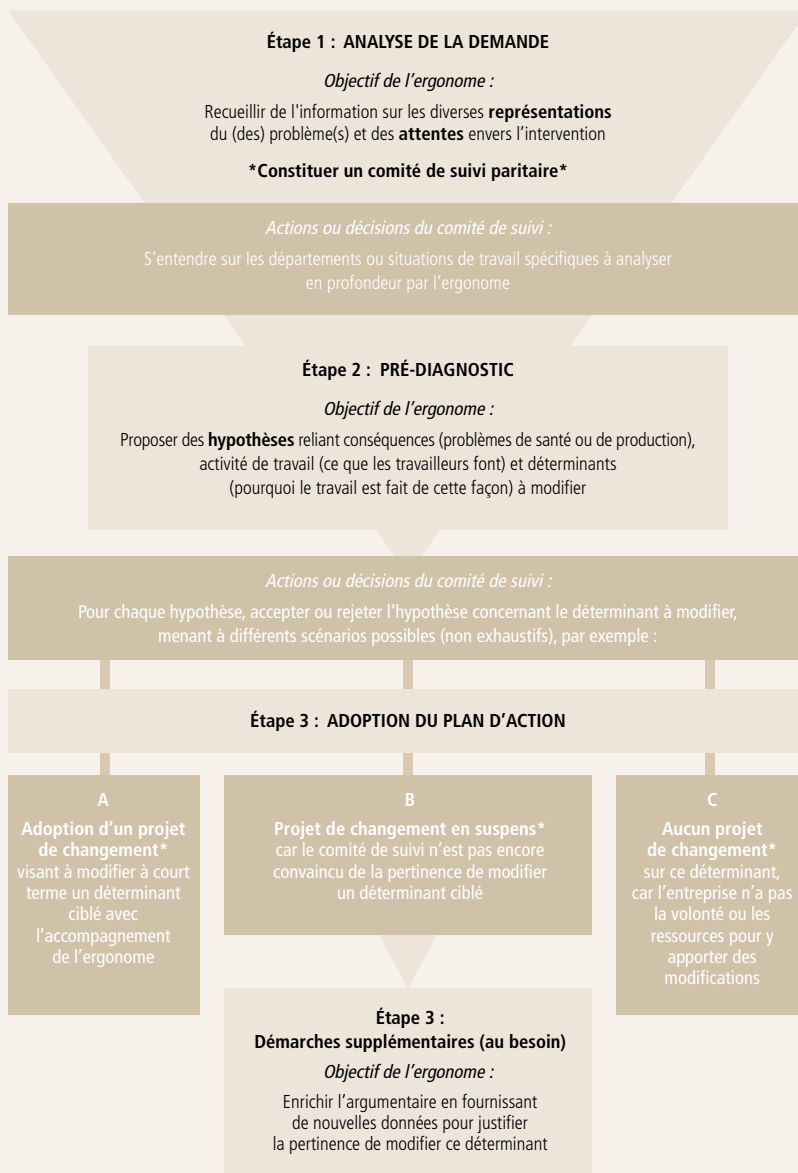 Étape 1 : ANALYSE DE LA DEMANDE
Objectif de l’ergonome :
Recueillir de l'information sur les diverses représentations
du (des) problème(s) et des attentes envers l’intervention
*Constituer un comité de suivi paritaire*
Actions ou décisions du comité de suivi :
S’entendre sur les départements ou situations de travail spécifiques à analyser
en profondeur par l’ergonome
Étape 2 : PRÉ-DIAGNOSTIC
Objectif de l’ergonome :
Proposer des hypothèses reliant conséquences (problèmes de santé ou de production),
activité de travail (ce que les travailleurs font) et déterminants
(pourquoi le travail est fait de cette façon) à modifier
Actions ou décisions du comité de suivi :
Pour chaque hypothèse, accepter ou rejeter l’hypothèse concernant le déterminant à modifier,
menant à différents scénarios possibles (non exhaustifs), par exemple :
Étape 3 : ADOPTION DU PLAN D’ACTION
A
Adoption d’un projet
de changement*
visant à modifier à court
terme un déterminant
ciblé avec
l’accompagnement
de l’ergonome
B
Projet de changement en suspens*
car le comité de suivi n’est pas encore
convaincu de la pertinence de modifier
un déterminant ciblé
C
Aucun projet
de changement*
sur ce déterminant,
car l’entreprise n’a pas
la volonté ou les
ressources pour y
apporter des
modifications
Étape 3 :
Démarches supplémentaires (au besoin)
Objectif de l’ergonome :
Enrichir l’argumentaire en fournissant
de nouvelles données pour justifier
la pertinence de modifier ce déterminant